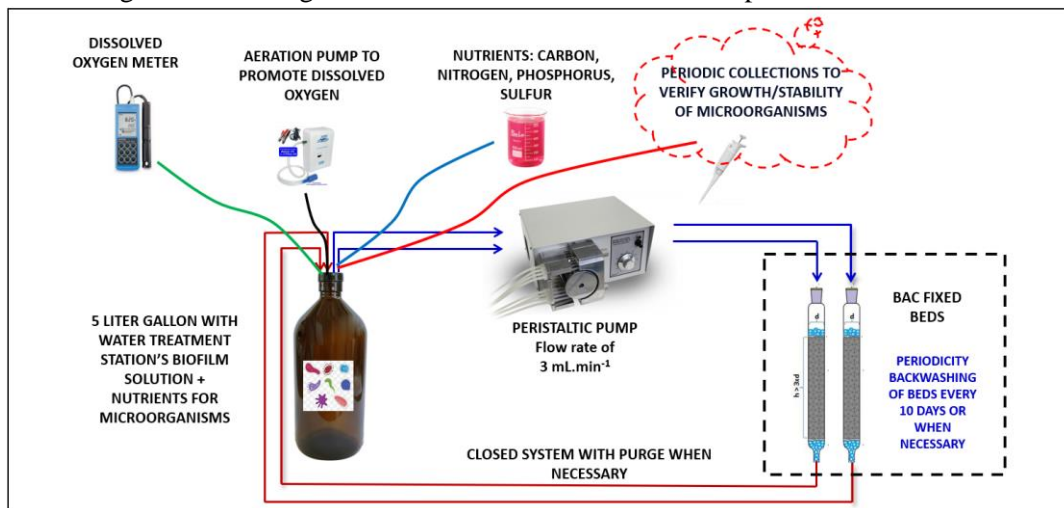 DISSOLVED
OXYGEN METER
AERATION PUMP TO
PROMOTE DISSOLVED
OXYGEN
NUTRIENTS: CARBON,
NITROGEN, PHOSPHORUS,
SULFUR
PERIODIC COLLECTIONS TO
VERIFY GROWTH/STABILITY
OF MICROORGANISMS
5 LITER GALLON WITH
WATER TREATMENT
STATION'S BIOFILM
SOLUTION +
NUTRIENTS FOR
MICROORGANISMS
PERISTALTIC PUMP
Flow rate of
3 mL.min-1
BAC FIXED
BEDS
d
d
h > 3xd
PERIODICITY
BACKWASHING
OF BEDS EVERY
10 DAYS OR
WHEN
NECESSARY
CLOSED SYSTEM WITH PURGE WHEN
NECESSARY